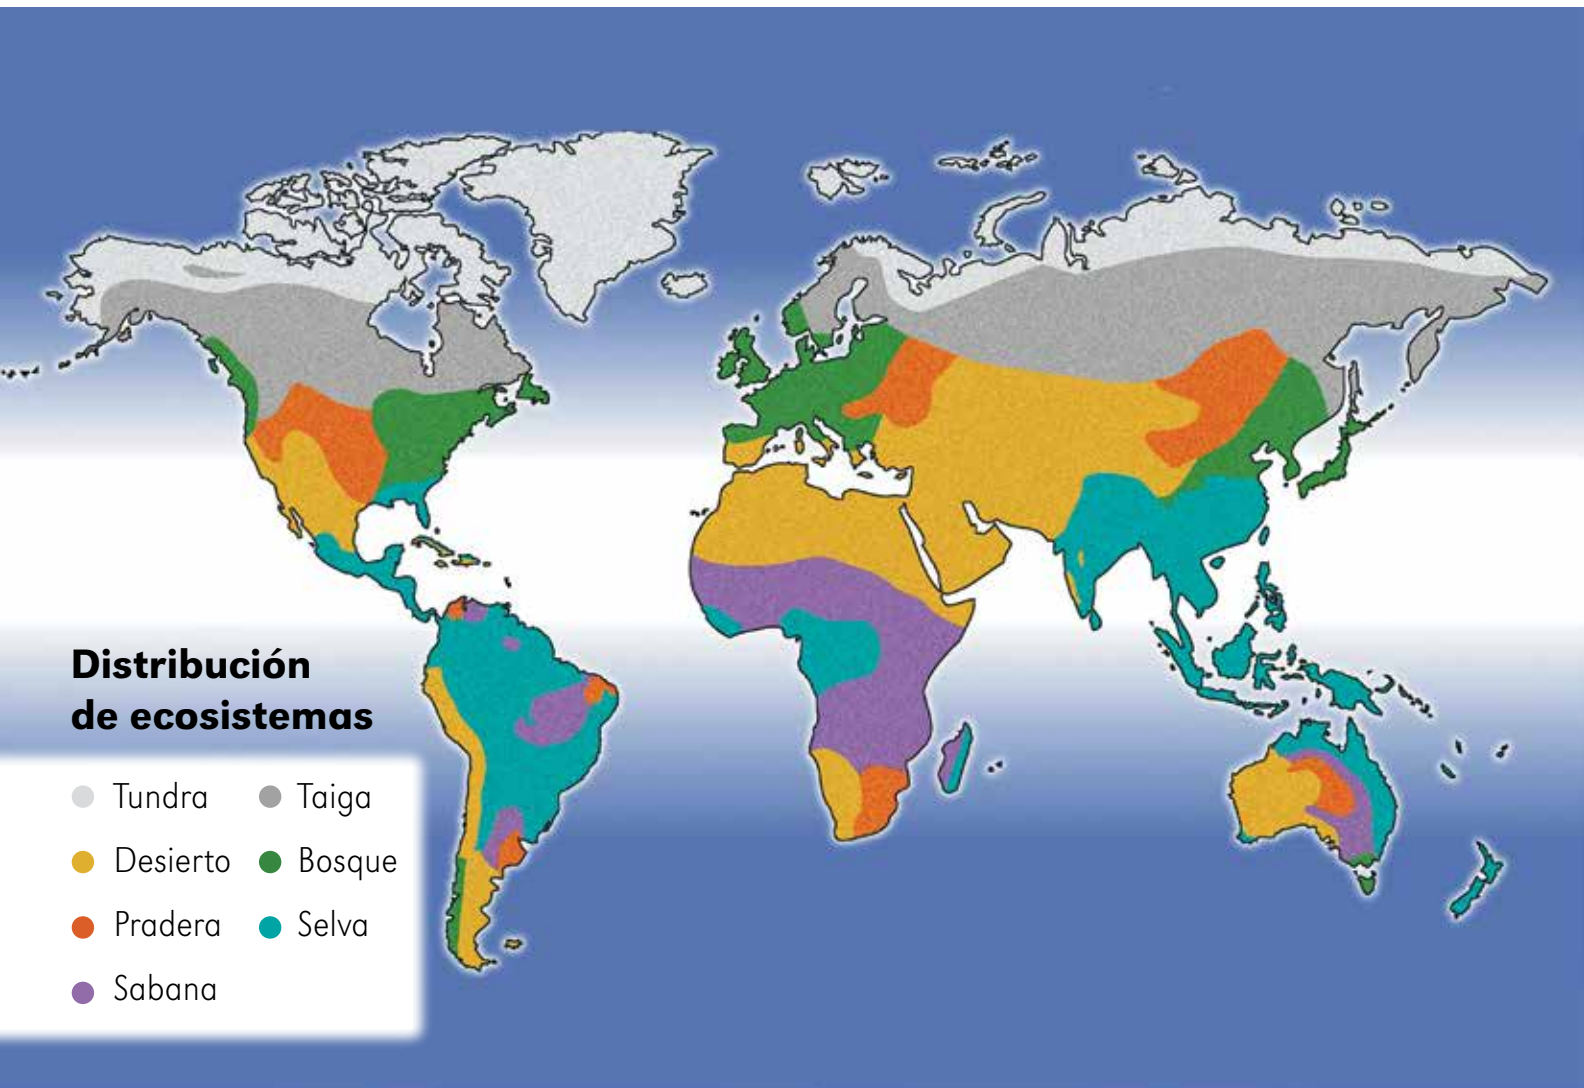 Distribución
de ecosistemas
Tundra
Taiga
Desierto
Bosque
Pradera
Selva
Sabana